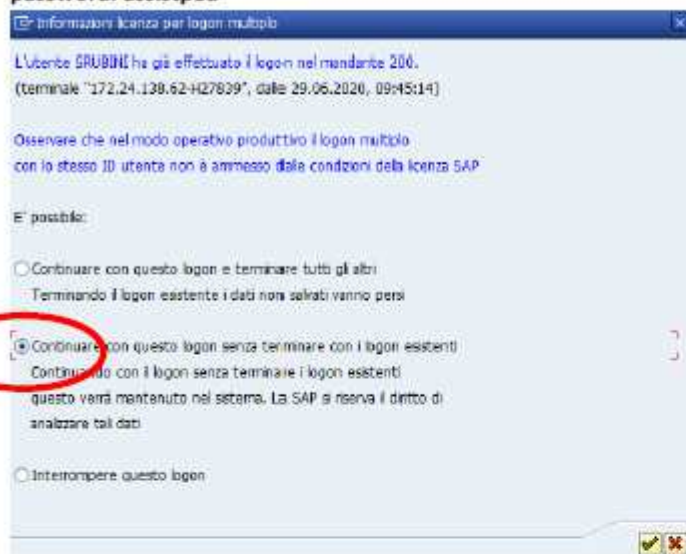 Informazioni licenza per logon multiplo
L'utente SRUBINI ha già effettuato il logon nel mandante 200.
(terminale "172.24.138.62-H27839", dalle 29.06.2020, 09:45:14)
Osservare che nel modo operativo produttivo il logon multiplo
con lo stesso ID utente non è ammesso dalle condizioni della licenza SAP
E' possibile:
Continuare con questo logon e terminare tutti gli altri
Terminando il logon esistente i dati non salvati vanno persi
Continuare con questo logon senza terminare con i logon esistenti
Continuando con il logon senza terminare i logon esistenti
questo verrà mantenuto nel sistema. La SAP si riserva il diritto di
analizzare tali dati
Interrompere questo logon